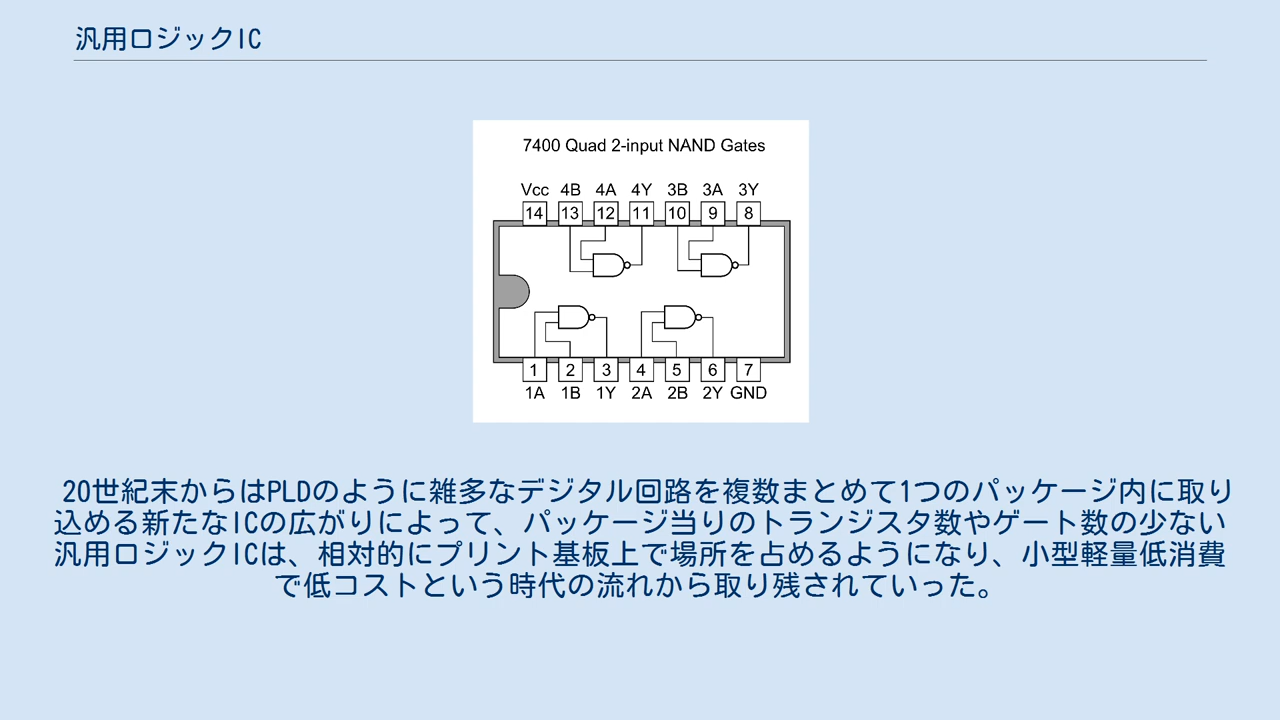 汎用ロジックIC
7400 Quad 2-input NAND Gates
Vcc 4B 4A 4Y 3B 3A 3Y
14 13 12 11 10 9 8
1 2 3 4 5 6 7
1A 1B 1Y 2A 2B 2Y GND
20世紀末からはPLDのように雑多なデジタル回路を複数まとめて1つのパッケージ内に取り
込める新たなICの広がりによって、パッケージ当りのトランジスタ数やゲート数の少ない
汎用ロジックICは、相対的にプリント基板上で場所を占めるようになり、小型軽量低消費
で低コストという時代の流れから取り残されていった。